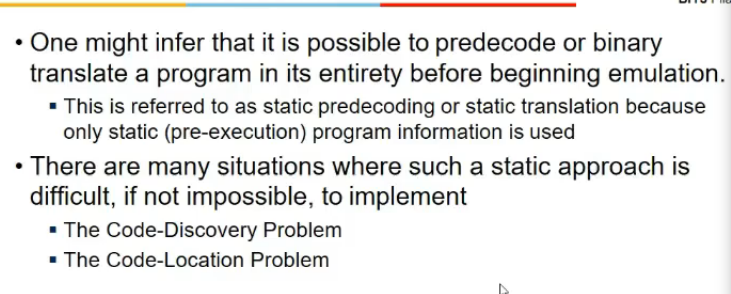 • One might infer that it is possible to predecode or binary
translate a program in its entirety before beginning emulation.
▪ This is referred to as static predecoding or static translation because
only static (pre-execution) program information is used
• There are many situations where such a static approach is
difficult, if not impossible, to implement
▪ The Code-Discovery Problem
▪ The Code-Location Problem